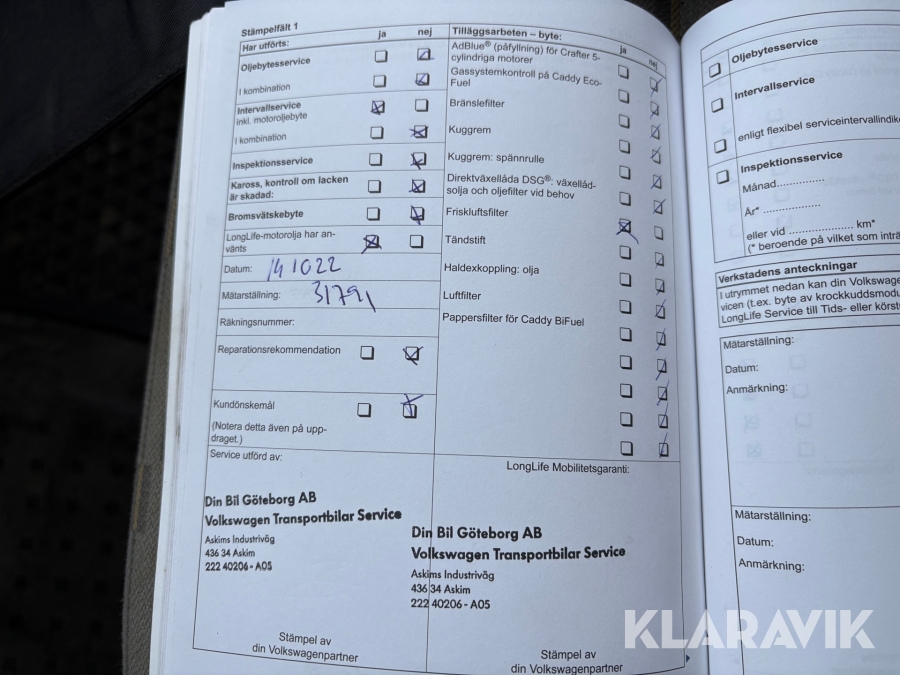 Stämpelfält 1
Har utförts: ja nej
Oljebytesservice
I kombination
Intervallservice
inkl. motoroljebyte
I kombination
Inspektionsservice
Kaross, kontroll om lacken
är skadad:
Bromsvätskebyte
LongLife-motorolja har an-
vänts
Datum: 141022
Mätarställning: 31791
Räkningsnummer:
Reparationsrekommendation
Kundönskemål
(Notera detta även på upp-
draget.)
Tilläggsarbeten – byte:
ja nej
AdBlue® (påfyllning) för Crafter 5-
cylindriga motorer
Gassystemkontroll på Caddy Eco-
Fuel
Bränslefilter
Kuggrem
Kuggrem: spännrulle
Direktväxellåda DSG®: växellåd-
solja och oljefilter vid behov
Friskluftsfilter
Tändstift
Haldexkoppling: olja
Luftfilter
Pappersfilter för Caddy BiFuel
Service utförd av:
Din Bil Göteborg AB
Volkswagen Transportbilar Service
Askims Industriväg
436 34 Askim
222 40206 - A05
Stämpel av
din Volkswagenpartner
LongLife Mobilitetsgaranti:
Din Bil Göteborg AB
Volkswagen Transportbilar Service
Askims Industriväg
436 34 Askim
222 40206 - A05
Stämpel av
din Volkswagenpartner
Oljebytesservice
Intervallservice
enligt flexibel serviceintervallindike
Inspektionsservice
Månad..............
År* .................
eller vid .................... km*
(* beroende på vilket som inträ
Verkstadens anteckningar
I utrymmet nedan kan din Volkswage
vicen (t.ex. byte av krockkuddsmodu
LongLife Service till Tids- eller körst
Mätarställning:
Datum:
Anmärkning:
Mätarställning:
Datum:
Anmärkning:
KLARAVIK